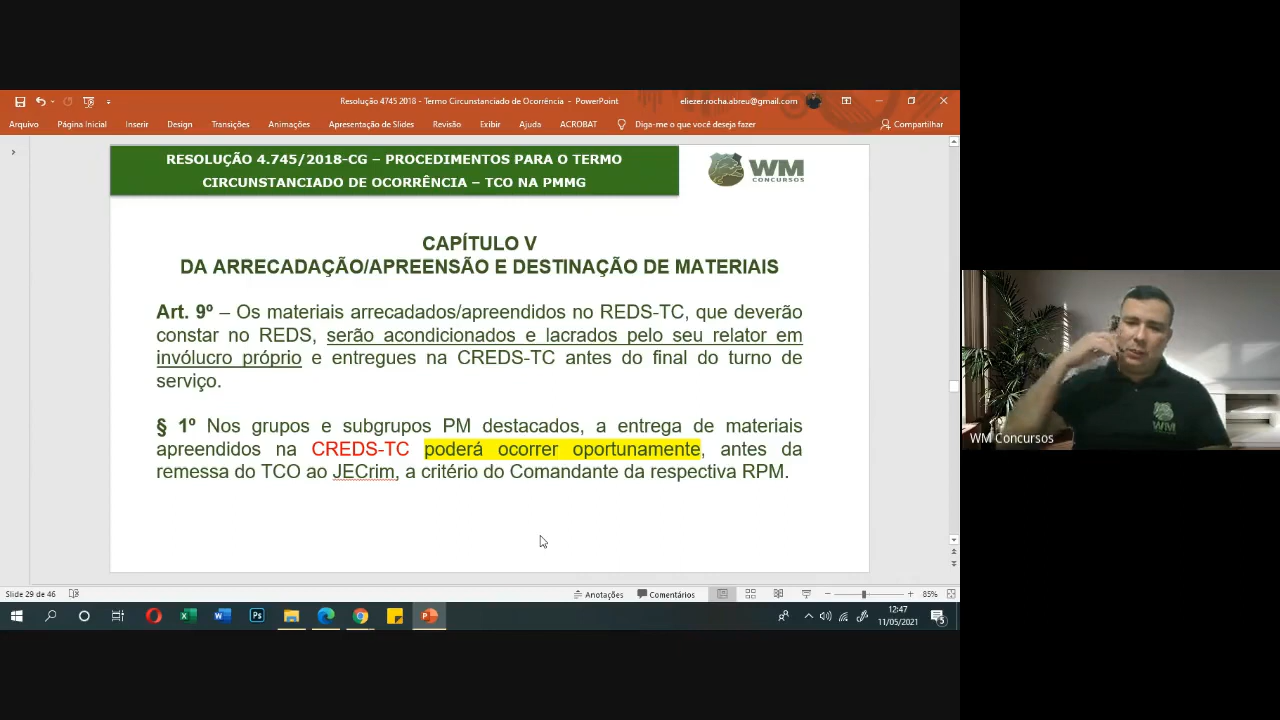 Resolução 4745 2018 - Termo Circunstanciado de Ocorrência - PowerPoint
eliezer.rocha.abreu@gmail.com
Arquivo Página Inicial Inserir Design Transições Animações Apresentação de Slides Revisão Exibir Ajuda ACROBAT Diga-me o que você deseja fazer Compartilhar
RESOLUÇÃO 4.745/2018-CG – PROCEDIMENTOS PARA O TERMO
CIRCUNSTANCIADO DE OCORRÊNCIA – TCO NA PMMG
WM
CONCURSOS
CAPÍTULO V
DA ARRECADAÇÃO/APREENSÃO E DESTINAÇÃO DE MATERIAIS
Art. 9º – Os materiais arrecadados/apreendidos no REDS-TC, que deverão
constar no REDS, serão acondicionados e lacrados pelo seu relator em
invólucro próprio e entregues na CREDS-TC antes do final do turno de
serviço.
§ 1º Nos grupos e subgrupos PM destacados, a entrega de materiais
apreendidos na CREDS-TC poderá ocorrer oportunamente, antes da
remessa do TCO ao JECrim, a critério do Comandante da respectiva RPM.
WM
WM Concursos
Slide 29 de 46
Anotações Comentários
85%
Ps
12:47
11/05/2021
5